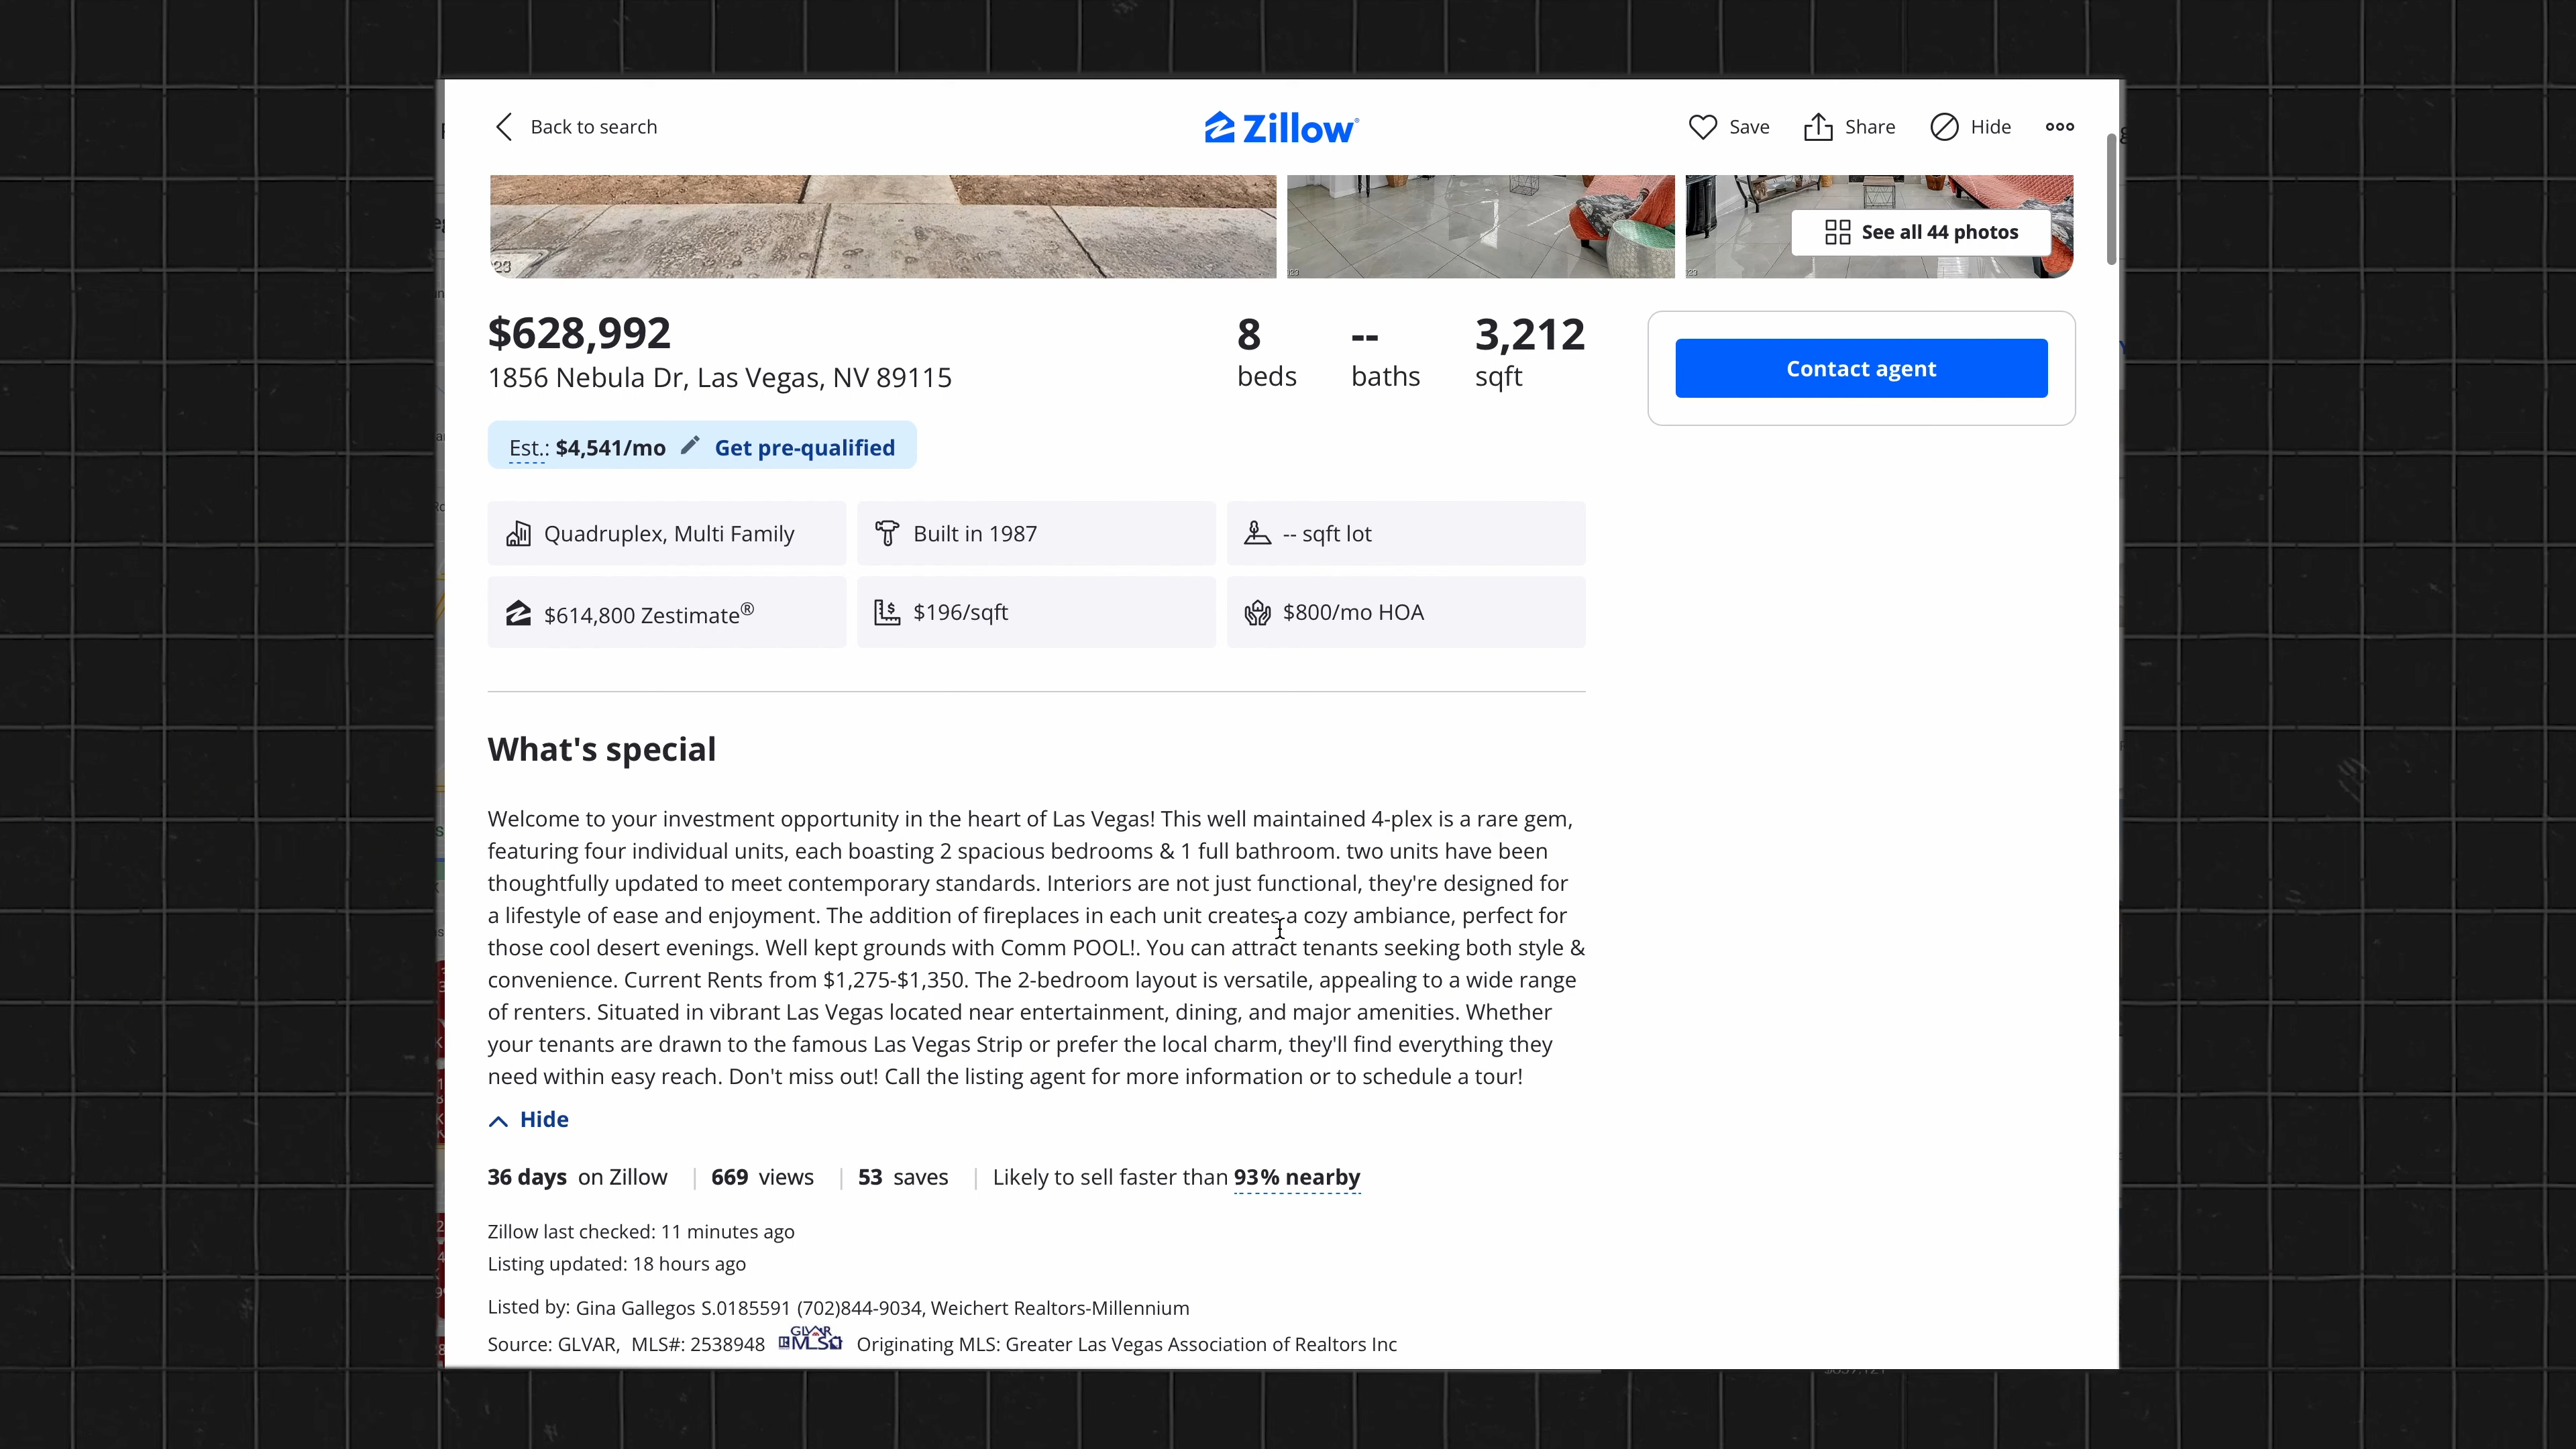 Back to search
Zillow
Save
Share
Hide
See all 44 photos
$628,992
1856 Nebula Dr, Las Vegas, NV 89115
8
beds
--
baths
3,212
sqft
Contact agent
Est.: $4,541/mo
Get pre-qualified
Quadruplex, Multi Family
Built in 1987
-- sqft lot
$614,800 Zestimate®
$196/sqft
$800/mo HOA
What's special
Welcome to your investment opportunity in the heart of Las Vegas! This well maintained 4-plex is a rare gem,
featuring four individual units, each boasting 2 spacious bedrooms & 1 full bathroom. two units have been
thoughtfully updated to meet contemporary standards. Interiors are not just functional, they're designed for
a lifestyle of ease and enjoyment. The addition of fireplaces in each unit creates a cozy ambiance, perfect for
those cool desert evenings. Well kept grounds with Comm POOL!. You can attract tenants seeking both style &
convenience. Current Rents from $1,275-$1,350. The 2-bedroom layout is versatile, appealing to a wide range
of renters. Situated in vibrant Las Vegas located near entertainment, dining, and major amenities. Whether
your tenants are drawn to the famous Las Vegas Strip or prefer the local charm, they'll find everything they
need within easy reach. Don't miss out! Call the listing agent for more information or to schedule a tour!
Hide
36 days on Zillow | 669 views | 53 saves | Likely to sell faster than 93% nearby
Zillow last checked: 11 minutes ago
Listing updated: 18 hours ago
Listed by: Gina Gallegos S.0185591 (702)844-9034, Weichert Realtors-Millennium
Source: GLVAR, MLS#: 2538948 GLVAR MLS Originating MLS: Greater Las Vegas Association of Realtors Inc